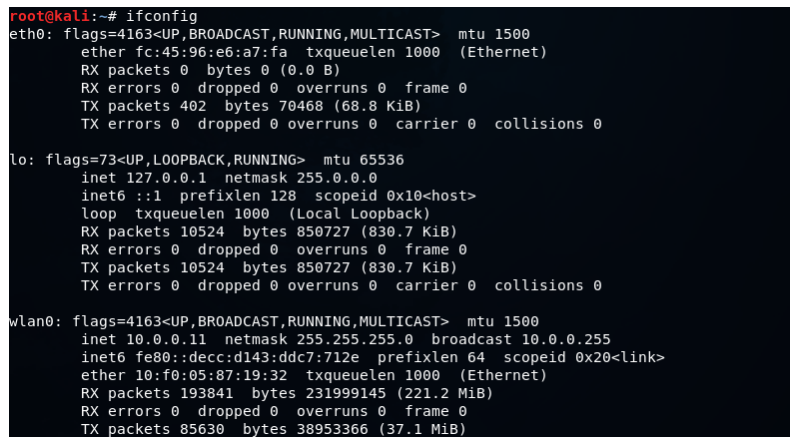 root@kali:~# ifconfig
eth0: flags=4163<UP,BROADCAST,RUNNING,MULTICAST>  mtu 1500
        ether fc:45:96:e6:a7:fa  txqueuelen 1000  (Ethernet)
        RX packets 0  bytes 0 (0.0 B)
        RX errors 0  dropped 0  overruns 0  frame 0
        TX packets 402  bytes 70468 (68.8 KiB)
        TX errors 0  dropped 0 overruns 0  carrier 0  collisions 0

lo: flags=73<UP,LOOPBACK,RUNNING>  mtu 65536
        inet 127.0.0.1  netmask 255.0.0.0
        inet6 ::1  prefixlen 128  scopeid 0x10<host>
        loop  txqueuelen 1000  (Local Loopback)
        RX packets 10524  bytes 850727 (830.7 KiB)
        RX errors 0  dropped 0  overruns 0  frame 0
        TX packets 10524  bytes 850727 (830.7 KiB)
        TX errors 0  dropped 0 overruns 0  carrier 0  collisions 0

wlan0: flags=4163<UP,BROADCAST,RUNNING,MULTICAST>  mtu 1500
        inet 10.0.0.11  netmask 255.255.255.0  broadcast 10.0.0.255
        inet6 fe80::decc:d143:ddc7:712e  prefixlen 64  scopeid 0x20<link>
        ether 10:f0:05:87:19:32  txqueuelen 1000  (Ethernet)
        RX packets 193841  bytes 231999145 (221.2 MiB)
        RX errors 0  dropped 0  overruns 0  frame 0
        TX packets 85630  bytes 38953366 (37.1 MiB)